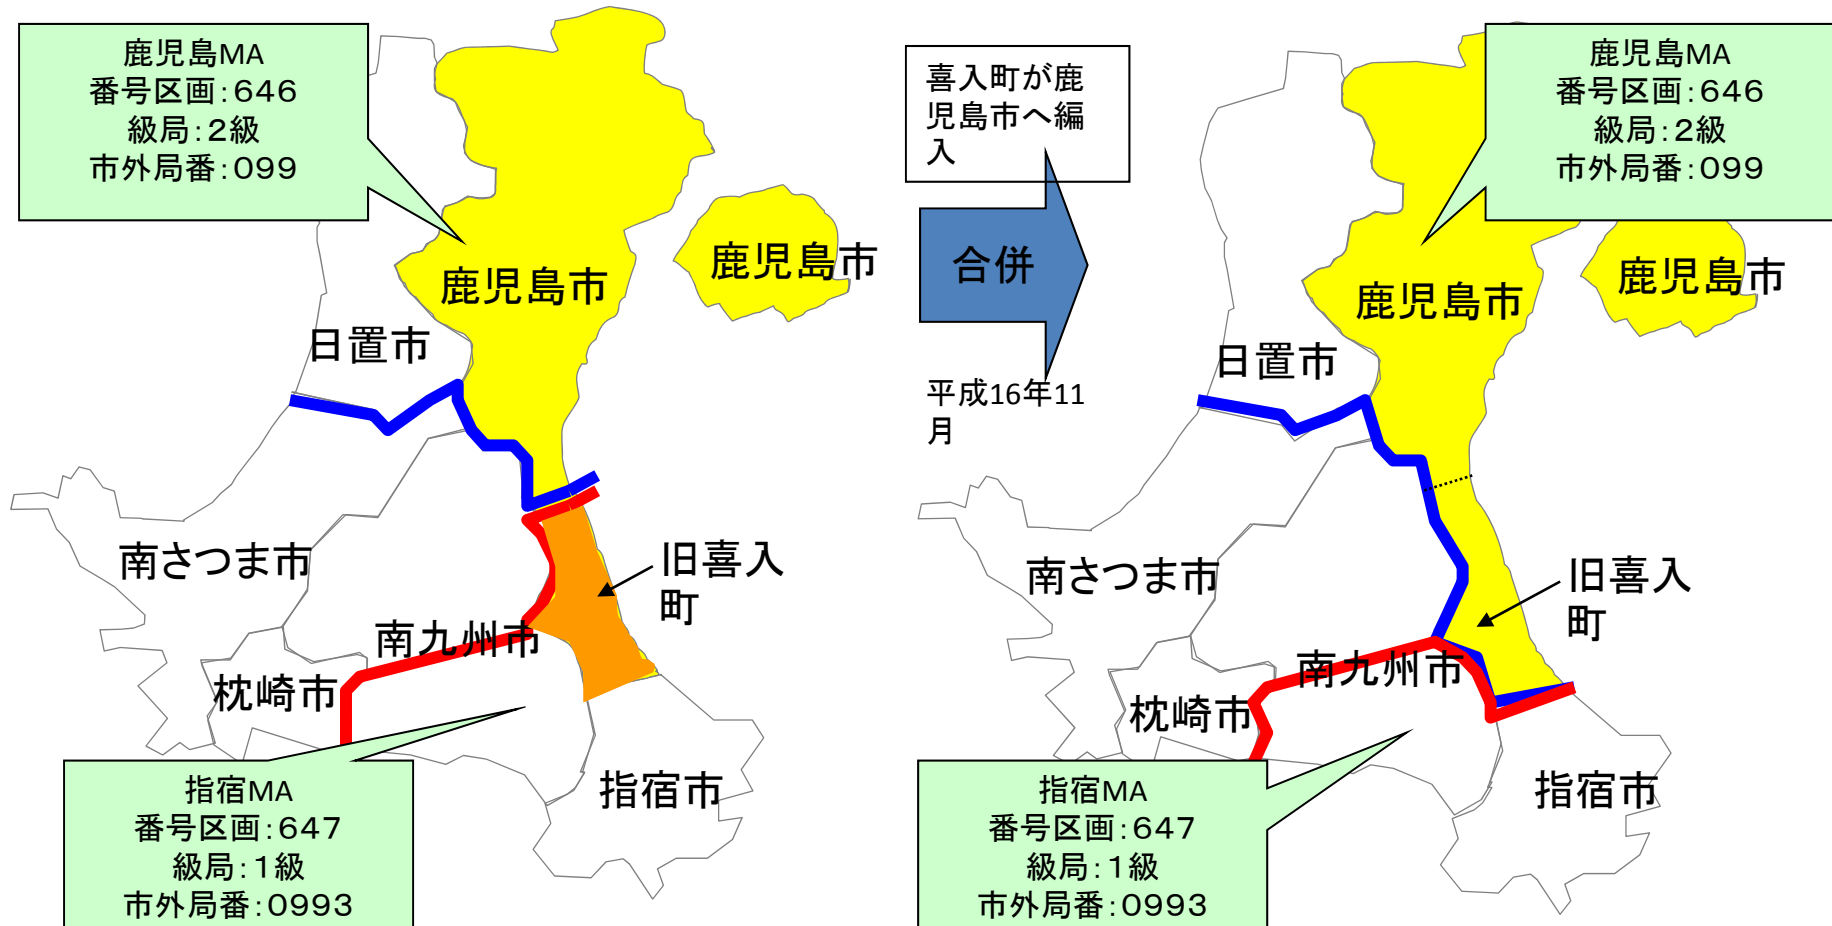 鹿児島MA
番号区画:646
級局:2級
市外局番:099
鹿児島市
鹿児島市
日置市
南さつま市
旧喜入
町
南九州市
枕崎市
指宿市
指宿MA
番号区画:647
級局:1級
市外局番:0993
喜入町が鹿
児島市へ編
入
合併
平成16年11
月
鹿児島MA
番号区画:646
級局:2級
市外局番:099
鹿児島市
鹿児島市
日置市
南さつま市
旧喜入
町
南九州市
枕崎市
指宿市
指宿MA
番号区画:647
級局:1級
市外局番:0993